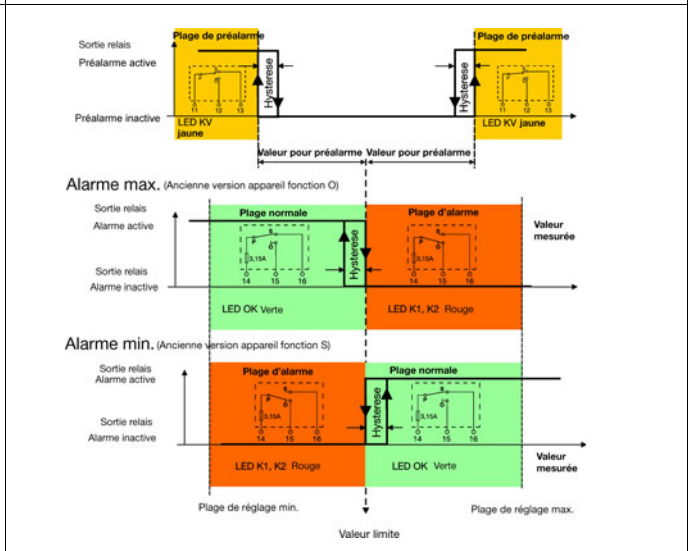 Plage de préalarme
Plage de préalarme
Sortie relais
Préalarme active
Hysterese
Hysterese
11 12 13
11 12 13
Préalarme inactive
LED KV
jaune
LED KV jaune
Valeur pour préalarme
Valeur pour préalarme
Alarme max. (Ancienne version appareil fonction O)
Sortie relais
Alarme active
Plage normale
Plage d'alarme
Valeur
mesurée
Hysterese
3,15A
3,15A
Sortie relais
Alarme inactive
14 15 16
14 15 16
LED OK Verte
LED K1, K2 Rouge
Alarme min. (Ancienne version appareil fonction S)
Sortie relais
Alarme active
Plage d'alarme
Plage normale
Hysterese
3,15A
3,15A
Sortie relais
Alarme inactive
14 15 16
14 15 16
LED K1, K2 Rouge
LED OK Verte
Valeur
mesurée
Plage de réglage min.
Plage de réglage max.
Valeur limite